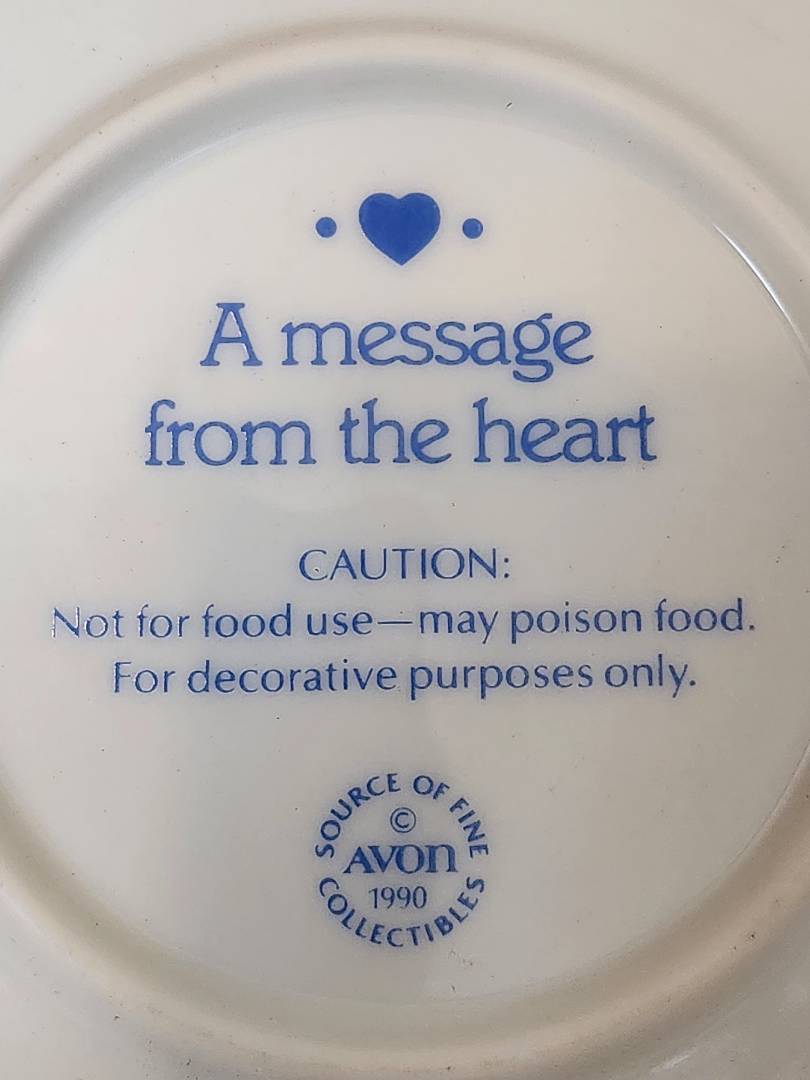 A message
from the heart
CAUTION:
Not for food use—may poison food.
For decorative purposes only.
SOURCE OF FINE
©
AVON
1990
COLLECTIBLES